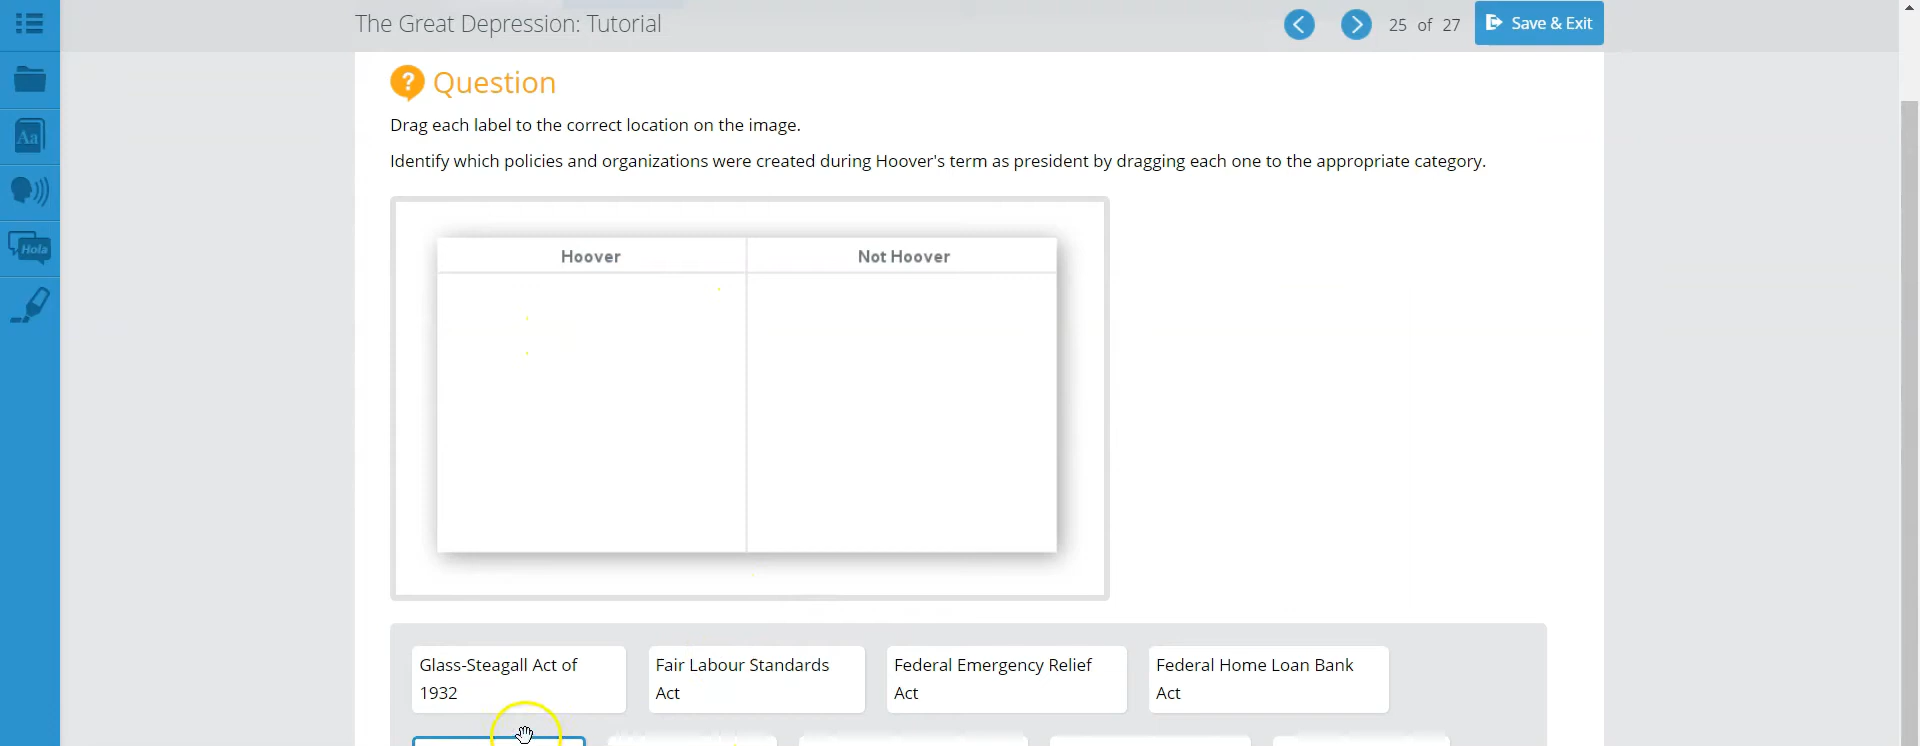 The Great Depression: Tutorial
25 of 27
Save & Exit
? Question
Aa
Drag each label to the correct location on the image.
Identify which policies and organizations were created during Hoover's term as president by dragging each one to the appropriate category.
Hola
Hoover
Not Hoover
Glass-Steagall Act of
1932
Fair Labour Standards
Act
Federal Emergency Relief
Act
Federal Home Loan Bank
Act